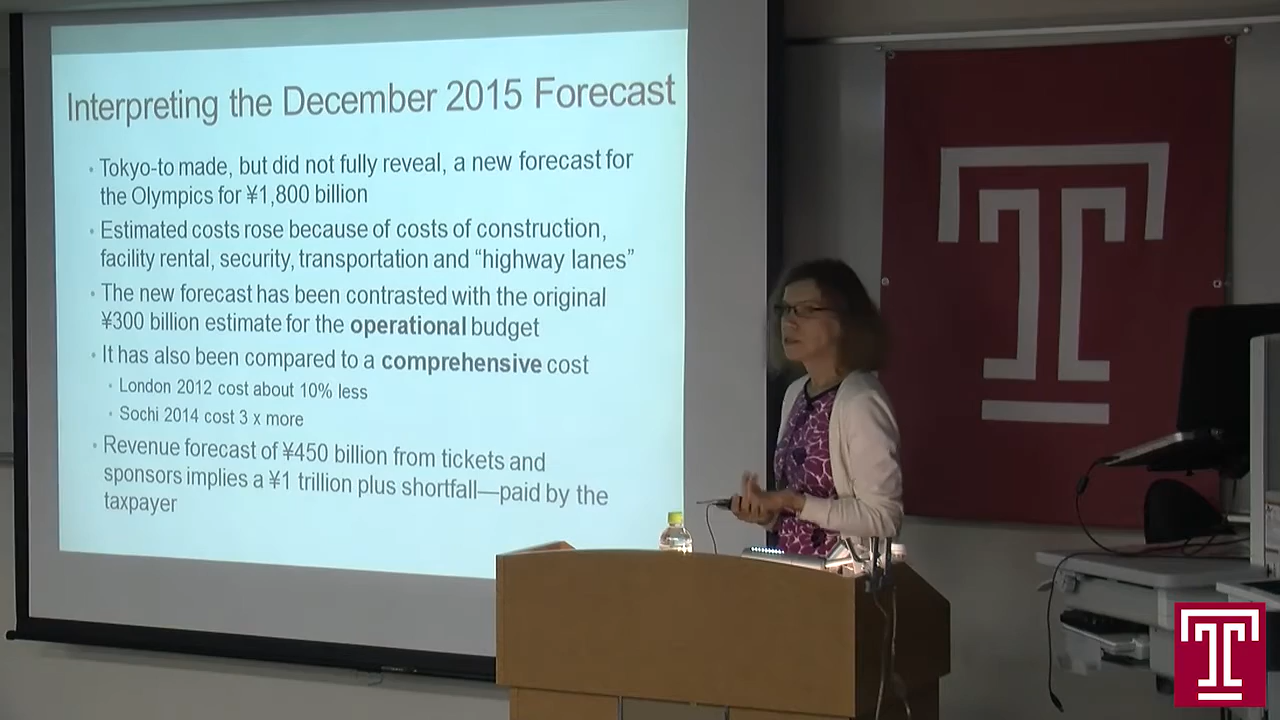 Interpreting the December 2015 Forecast
Tokyo-to made, but did not fully reveal, a new forecast for
the Olympics for ¥1,800 billion
Estimated costs rose because of costs of construction,
facility rental, security, transportation and “highway lanes”
The new forecast has been contrasted with the original
¥300 billion estimate for the operational budget
It has also been compared to a comprehensive cost
London 2012 cost about 10% less
Sochi 2014 cost 3 x more
Revenue forecast of ¥450 billion from tickets and
sponsors implies a ¥1 trillion plus shortfall—paid by the
taxpayer
T
T